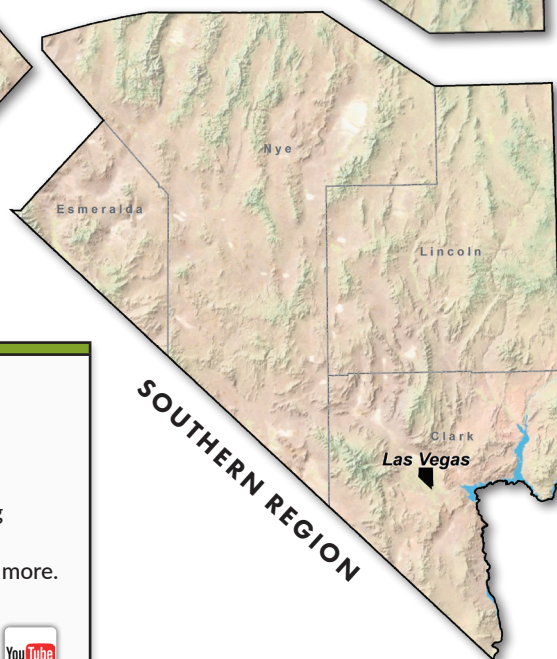 Nye
Esmeralda
Lincoln
SOUTHERN REGION
Clark
Las Vegas
g
more.
YouTube